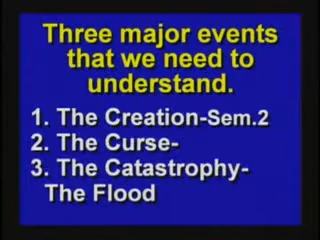 Three major events
that we need to
understand.
1. The Creation-Sem.2
2. The Curse-
3. The Catastrophy-
The Flood